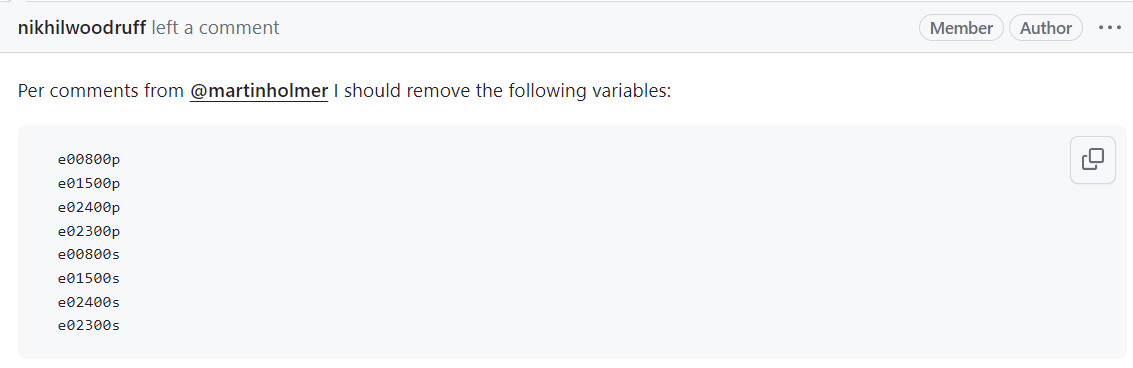 nikhilwoodruff left a comment
Member
Author
Per comments from @martinholmer I should remove the following variables:
e00800p
e01500p
e02400p
e02300p
e00800s
e01500s
e02400s
e02300s